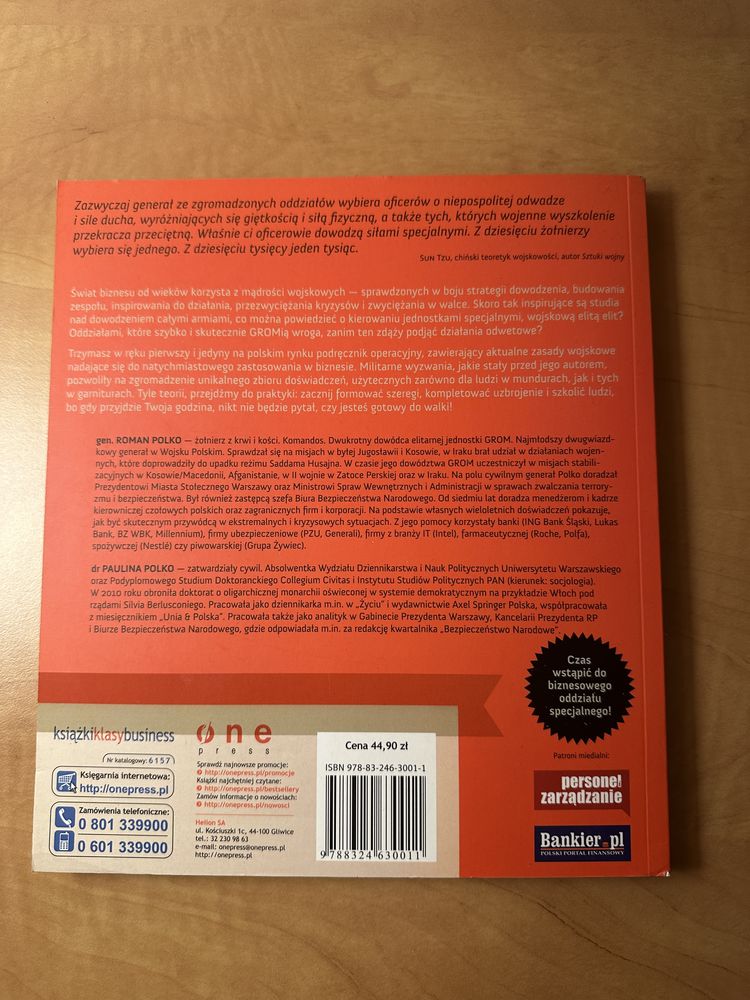 Zazwyczaj generał ze zgromadzonych oddziałów wybiera oficerów o niepospolitej odwadze
i sile ducha, wyróżniających się giętkością i siłą fizyczną, a także tych, których wojenne wyszkolenie
przekracza przeciętną. Właśnie ci oficerowie dowodzą siłami specjalnymi. Z dziesięciu żołnierzy
wybiera się jednego. Z dziesięciu tysięcy jeden tysiąc.
SUN TZU, chiński teoretyk wojskowości, autor Sztuki wojny
Świat biznesu od wieków korzysta z mądrości wojskowych — sprawdzonych w boju strategii dowodzenia, budowania
zespołu, inspirowania do działania, przezwyciężania kryzysów i zwyciężania w walce. Skoro tak inspirujące są studia
nad dowodzeniem całymi armiami, co można powiedzieć o kierowaniu jednostkami specjalnymi, wojskową elitą elit?
Oddziałami, które szybko i skutecznie GROMią wroga, zanim ten zdąży podjąć działania odwetowe?
Trzymasz w ręku pierwszy i jedyny na polskim rynku podręcznik operacyjny, zawierający aktualne zasady wojskowe
nadające się do natychmiastowego zastosowania w biznesie. Militarne wyzwania, jakie stały przed jego autorem,
pozwoliły na zgromadzenie unikalnego zbioru doświadczeń, użytecznych zarówno dla ludzi w mundurach, jak i tych
w garniturach. Tyle teorii, przejdźmy do praktyki: zacznij formować szeregi, kompletować uzbrojenie i szkolić ludzi,
bo gdy przyjdzie Twoja godzina, nikt nie będzie pytał, czy jesteś gotowy do walki!
gen. ROMAN POLKO — żołnierz z krwi i kości. Komandos. Dwukrotny dowódca elitarnej jednostki GROM. Najmłodszy dwugwiazd-
kowy generał w Wojsku Polskim. Sprawdzał się na misjach w byłej Jugosławii i Kosowie, w Iraku brał udział w działaniach wojen-
nych, które doprowadziły do upadku reżimu Saddama Husajna. W czasie jego dowództwa GROM uczestniczył w misjach stabili-
zacyjnych w Kosowie/Macedonii, Afganistanie, w II wojnie w Zatoce Perskiej oraz w Iraku. Na polu cywilnym generał Polko doradzał
Prezydentowi Miasta Stołecznego Warszawy oraz Ministrowi Spraw Wewnętrznych i Administracji w sprawach zwalczania terrory-
zmu i bezpieczeństwa. Był również zastępcą szefa Biura Bezpieczeństwa Narodowego. Od siedmiu lat doradza menedżerom i kadrze
kierowniczej czołowych polskich oraz zagranicznych firm i korporacji. Na podstawie własnych wieloletnich doświadczeń pokazuje,
jak być skutecznym przywódcą w ekstremalnych i kryzysowych sytuacjach. Z jego pomocy korzystały banki (ING Bank Śląski, Lukas
Bank, BZ WBK, Millennium), firmy ubezpieczeniowe (PZU, Generali), firmy z branży IT (Intel), farmaceutycznej (Roche, Polfa),
spożywczej (Nestlé) czy piwowarskiej (Grupa Żywiec).
dr PAULINA POLKO — zatwardziały cywil. Absolwentka Wydziału Dziennikarstwa i Nauk Politycznych Uniwersytetu Warszawskiego
oraz Podyplomowego Studium Doktoranckiego Collegium Civitas i Instytutu Studiów Politycznych PAN (kierunek: socjologia).
W 2010 roku obroniła doktorat o oligarchicznej monarchii oświeconej w systemie demokratycznym na przykładzie Włoch pod
rządami Silvia Berlusconiego. Pracowała jako dziennikarka m.in. w „Życiu” i wydawnictwie Axel Springer Polska, współpracowała
z miesięcznikiem „Unia & Polska”. Pracowała także jako analityk w Gabinecie Prezydenta Warszawy, Kancelarii Prezydenta RP
i Biurze Bezpieczeństwa Narodowego, gdzie odpowiadała m.in. za redakcję kwartalnika „Bezpieczeństwo Narodowe”.
Czas
wstąpić do
biznesowego
oddziału
specjalnego!
książkiklasybusiness
Nr katalogowy: 6157
Księgarnia internetowa:
http://onepress.pl
Zamówienia telefoniczne:
0 801 339900
0 601 339900
one
press
Sprawdź najnowsze promocje:
http://onepress.pl/promocje
Książki najchętniej czytane:
http://onepress.pl/bestsellery
Zamów informacje o nowościach:
http://onepress.pl/nowosci
Helion SA
ul. Kościuszki 1c, 44-100 Gliwice
tel.: 32 230 98 63
e-mail: onepress@onepress.pl
http://onepress.pl
Cena 44,90 zł
ISBN 978-83-246-3001-1
9 788324 630011
Patroni medialni:
personel
zarządzanie
Bankier.pl
POLSKI PORTAL FINANSOWY